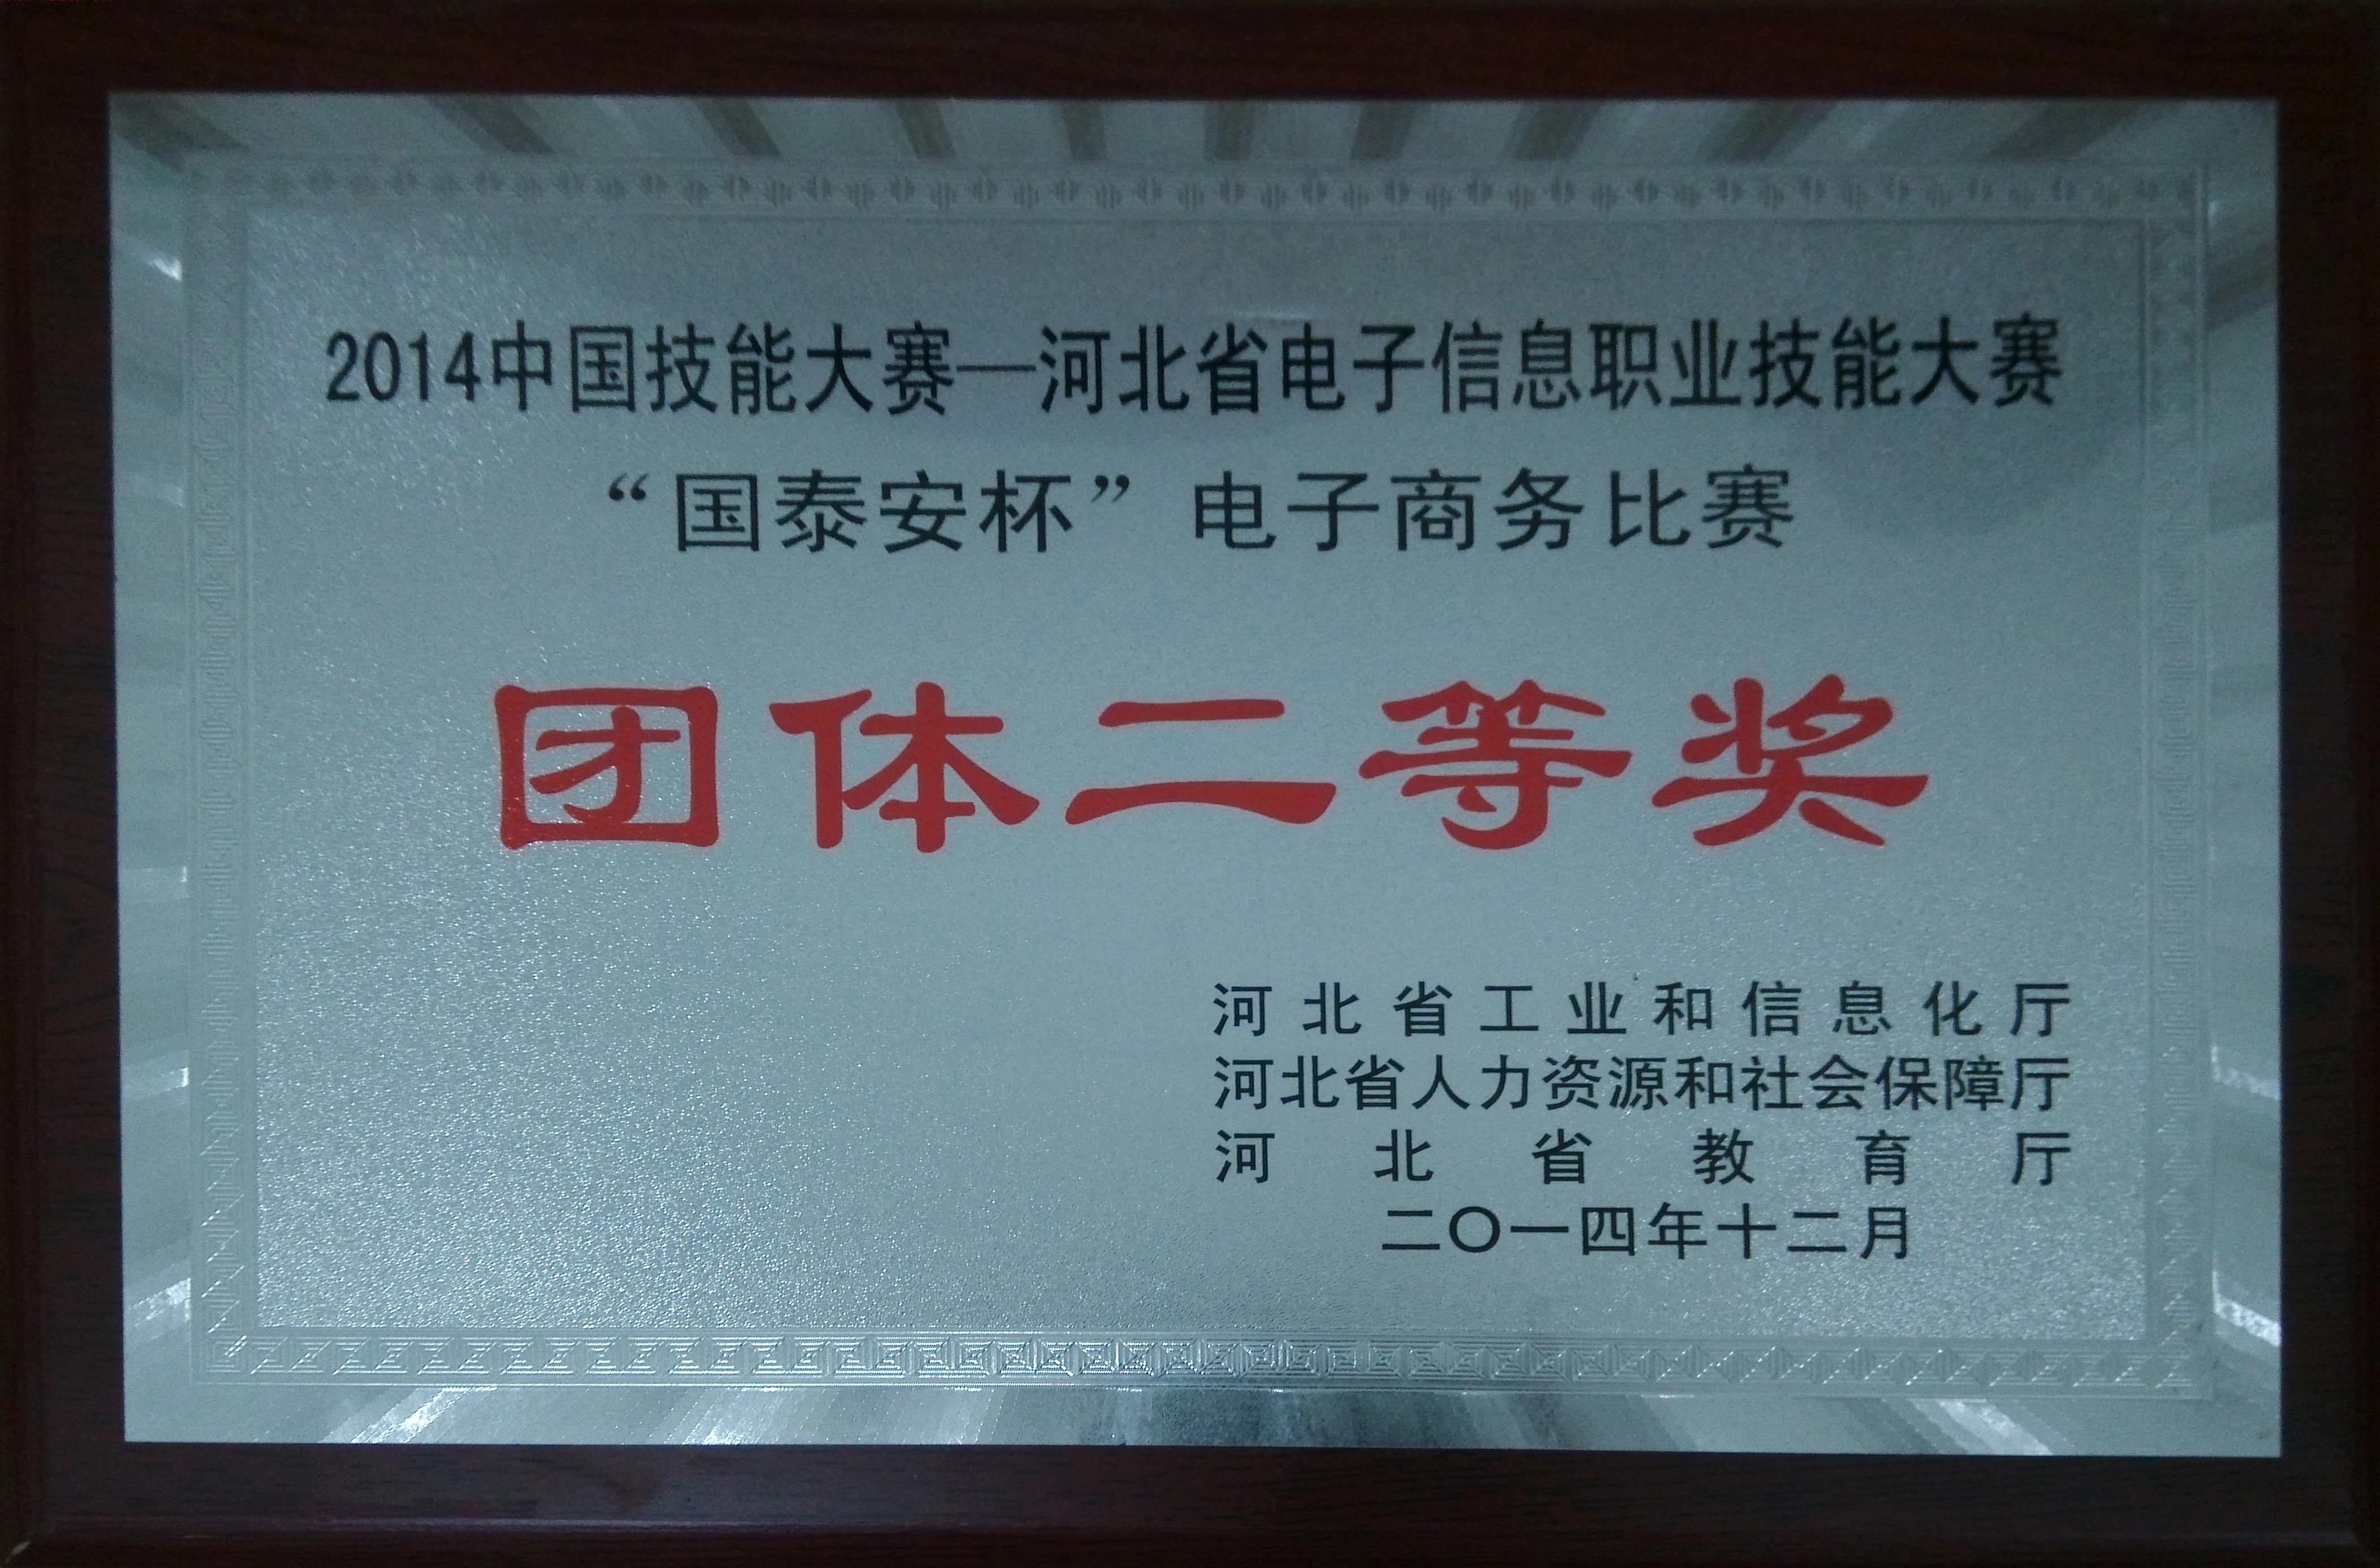 2014中国技能大赛—河北省电子信息职业技能大赛
“国泰安杯”电子商务比赛
团体二等奖
河北省工业和信息化厅
河北省人力资源和社会保障厅
河北省教育厅
二〇一四年十二月